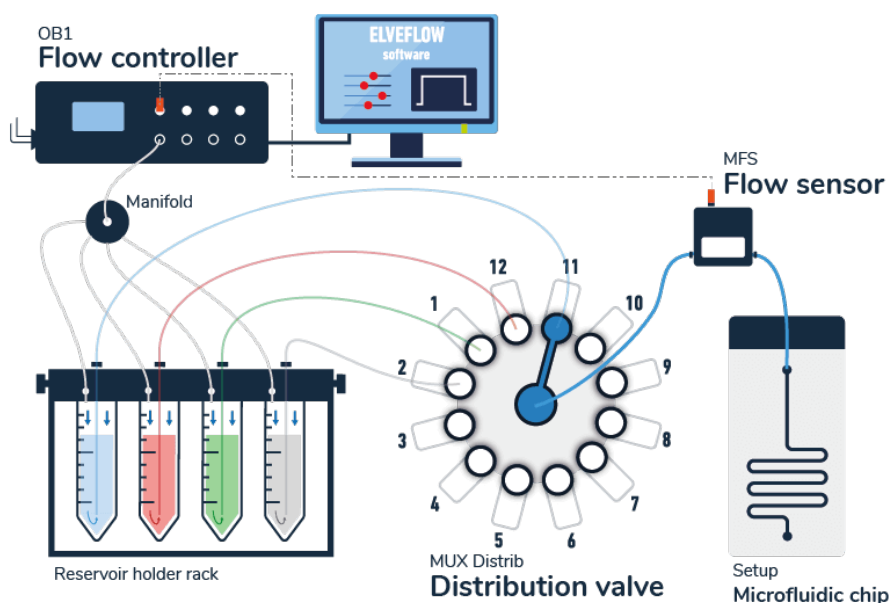 OB1
Flow controller
ELVEFLOW
software
MFS
Flow sensor
Manifold
12
11
1
10
2
9
3
8
4
7
5
6
MUX Distrib
Distribution valve
Reservoir holder rack
Setup
Microfluidic chip